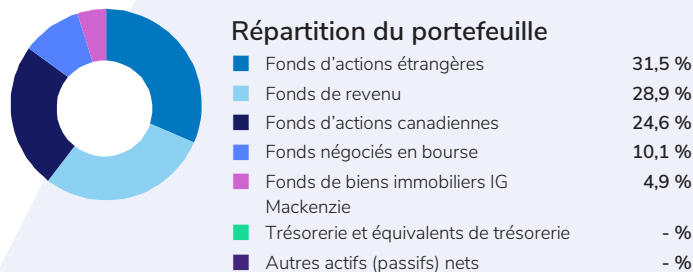 Répartition du portefeuille
Fonds d’actions étrangères 31,5 %
Fonds de revenu 28,9 %
Fonds d’actions canadiennes 24,6 %
Fonds négociés en bourse 10,1 %
Fonds de biens immobiliers IG 4,9 %
Mackenzie
Trésorerie et équivalents de trésorerie - %
Autres actifs (passifs) nets - %